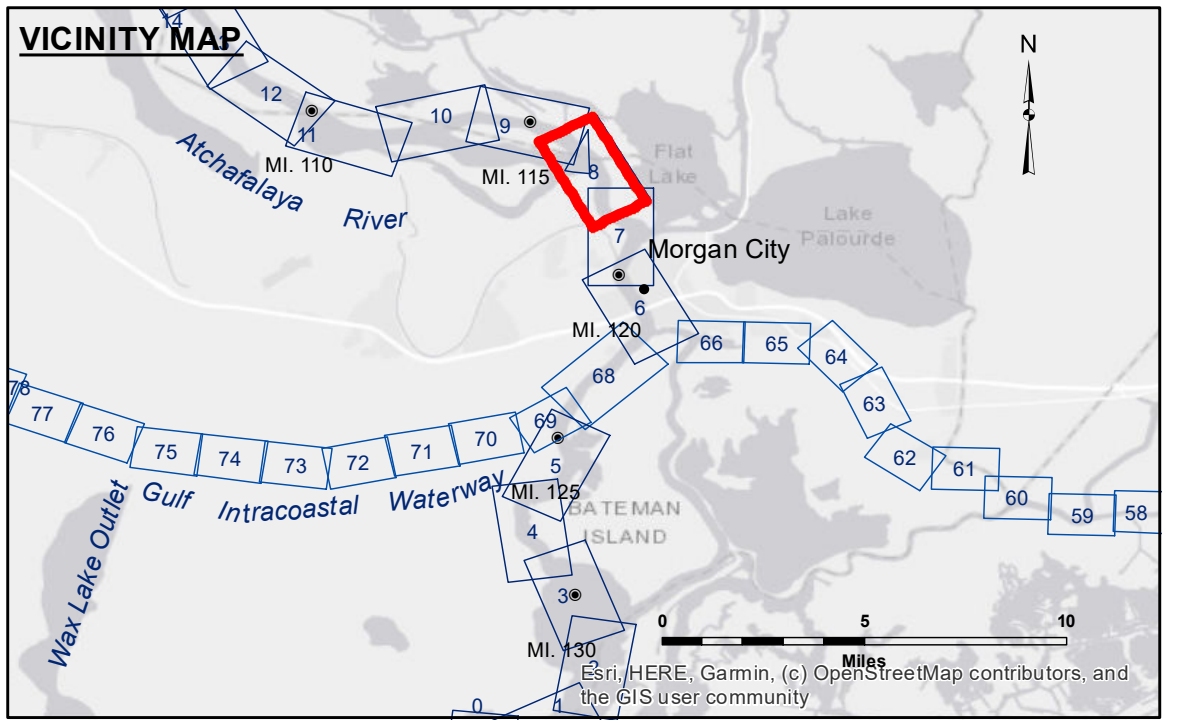 VICINITY MAP
14
N
12
10
9
11
MI. 110
MI. 115
8
Flat
Lake
Atchafalaya
River
Lake
Palourde
7
Morgan City
6
MI. 120
66
65
64
68
63
78
77
76
75
74
73
72
71
70
69
62
61
60
59
58
5
MI. 125
Gulf Intracoastal Waterway
BATEMAN
ISLAND
4
Wax Lake Outlet
3
MI. 130
2
0
1
0 5 10
Miles
Esri, HERE, Garmin, (c) OpenStreetMap contributors, and
the GIS user community